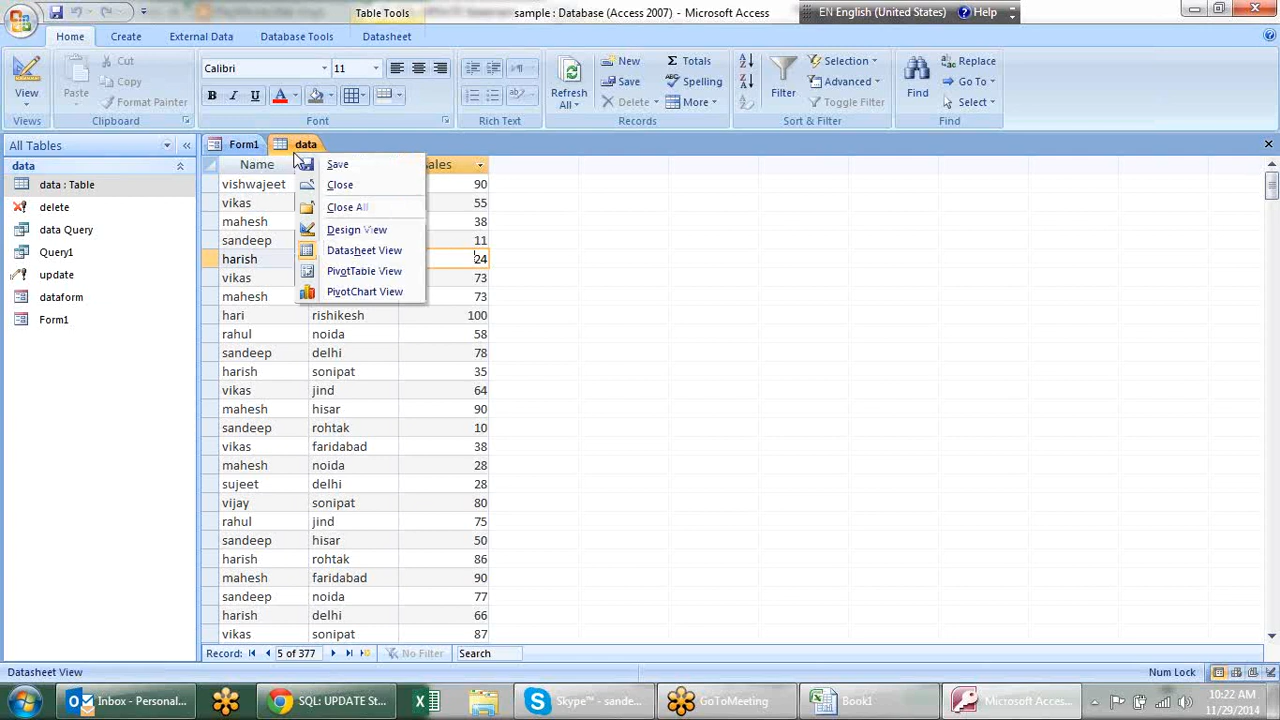 Table Tools
sample : Database (Access 2007) - Microsoft Access
EN English (United States)
Help
Home
Create
External Data
Database Tools
Datasheet
View
Views
Paste
Cut
Copy
Format Painter
Clipboard
Calibri
11
B I U A
Font
Rich Text
Refresh All
New
Save
Delete
Totals
Spelling
More
Records
Filter
Selection
Advanced
Toggle Filter
Sort & Filter
Find
Replace
Go To
Select
Find
All Tables
data
data : Table
delete
data Query
Query1
update
dataform
Form1
Form1
data
Save
Close
Close All
Design View
Datasheet View
PivotTable View
PivotChart View
Name
vishwajeet 90
vikas 55
mahesh 38
sandeep 11
harish 24
vikas 73
mahesh 73
hari rishikesh 100
rahul noida 58
sandeep delhi 78
harish sonipat 35
vikas jind 64
mahesh hisar 90
sandeep rohtak 10
vikas faridabad 38
mahesh noida 28
sujeet delhi 28
vijay sonipat 80
rahul jind 75
sandeep hisar 50
harish rohtak 86
mahesh faridabad 90
sandeep noida 77
harish delhi 66
vikas sonipat 87
Record: 5 of 377
No Filter
Search
Datasheet View
Num Lock
Inbox - Personal...
SQL: UPDATE St...
Skype™ - sande...
GoToMeeting
Book1
Microsoft Access...
10:22 AM
11/29/2014